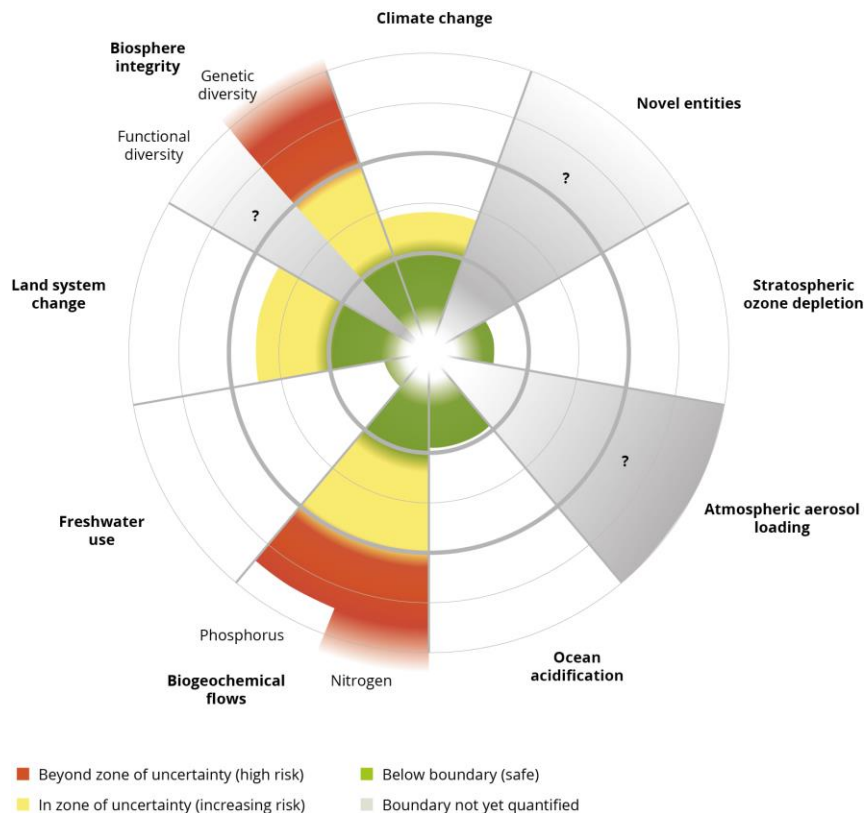 Climate change
Biosphere
integrity
Genetic
diversity
Novel entities
Functional
diversity
?
?
Land system
change
Stratospheric
ozone depletion
?
Freshwater
use
Atmospheric aerosol
loading
Phosphorus
Ocean
acidification
Biogeochemical
flows
Nitrogen
Beyond zone of uncertainty (high risk)
Below boundary (safe)
In zone of uncertainty (increasing risk)
Boundary not yet quantified